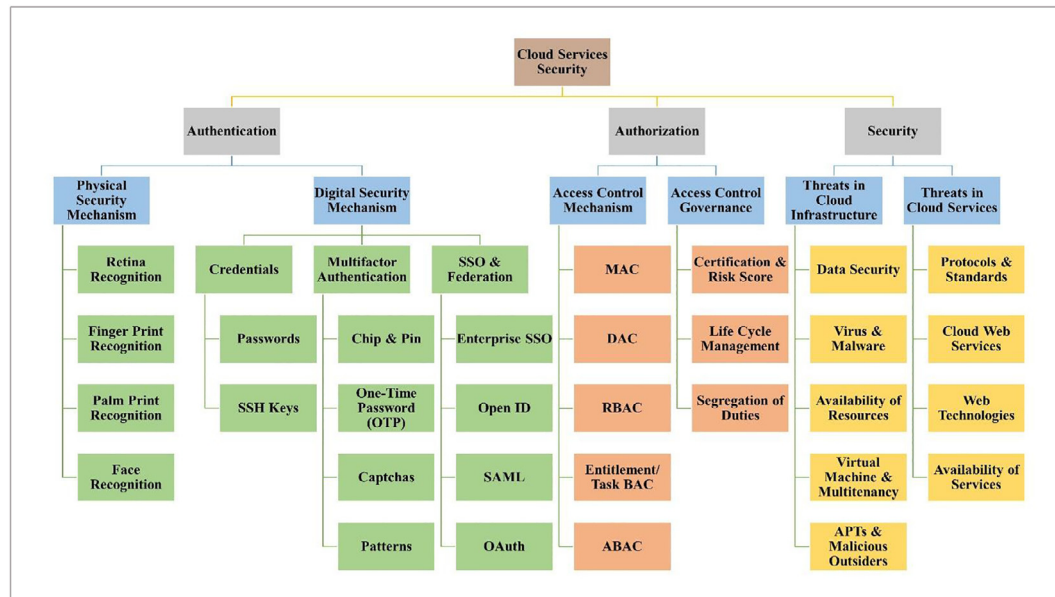 Cloud Services
Security
Authentication
Authorization
Security
Physical
Security
Mechanism
Digital Security
Mechanism
Access Control
Mechanism
Access Control
Governance
Threats in
Cloud
Infrastructure
Threats in
Cloud Services
Retina
Recognition
Credentials
Multifactor
Authentication
SSO &
Federation
MAC
Certification &
Risk Score
Data Security
Protocols &
Standards
Finger Print
Recognition
Passwords
Chip & Pin
Enterprise SSO
DAC
Life Cycle
Management
Virus &
Malware
Cloud Web
Services
Palm Print
Recognition
SSH Keys
One-Time
Password
(OTP)
Open ID
RBAC
Segregation of
Duties
Availability of
Resources
Web
Technologies
Face
Recognition
Captchas
SAML
Entitlement/
Task BAC
Virtual
Machine &
Multitenancy
Availability of
Services
Patterns
OAuth
ABAC
APTs &
Malicious
Outsiders